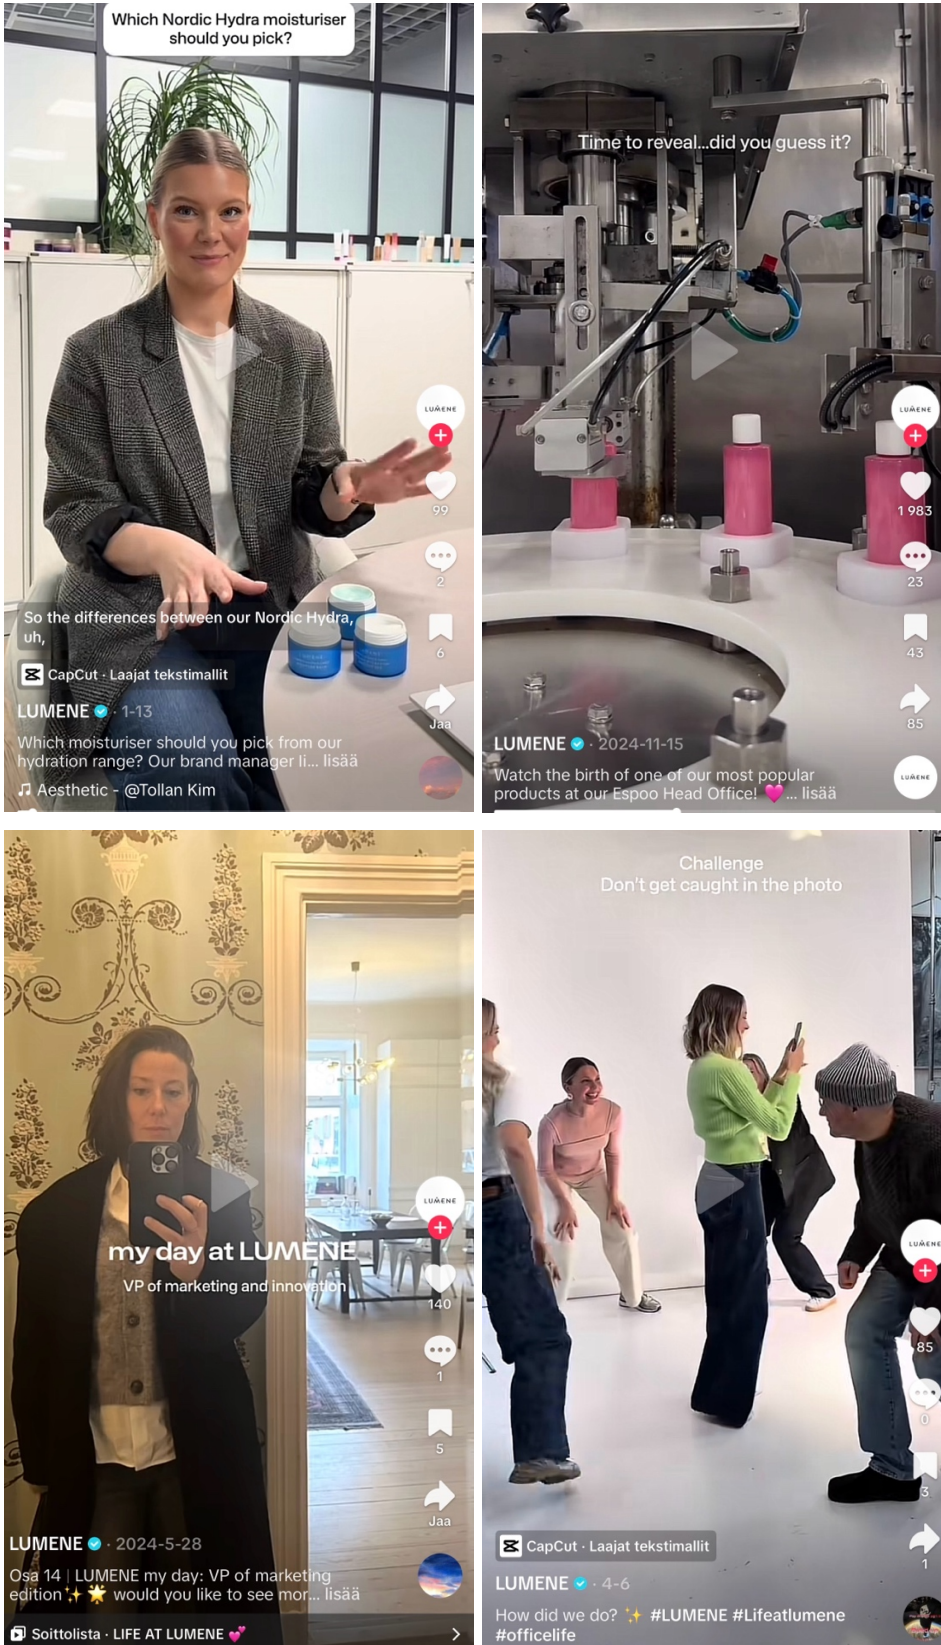 Which Nordic Hydra moisturiser
should you pick?
LUMENE
99
2
So the differences between our Nordic Hydra,
uh,
6
CapCut · Laajat tekstimallit
LUMENE · 1-13
Jaa
Which moisturiser should you pick from our
hydration range? Our brand manager li... lisää
Aesthetic - @Tollan Kim
Time to reveal...did you guess it?
LUMENE
1 983
23
43
85
LUMENE · 2024-11-15
LUMENE
Watch the birth of one of our most popular
products at our Espoo Head Office! 💗 ... lisää
LUMENE
my day at LUMENE
VP of marketing and innovation
140
1
5
Jaa
LUMENE · 2024-5-28
Osa 14 | LUMENE my day: VP of marketing
edition✨ 🌟 would you like to see mor... lisää
Soittolista · LIFE AT LUMENE 💕
Challenge
Don't get caught in the photo
LUMENE
85
0
3
CapCut · Laajat tekstimallit
1
LUMENE · 4-6
How did we do? ✨ #LUMENE #Lifeatlumene
#officelife